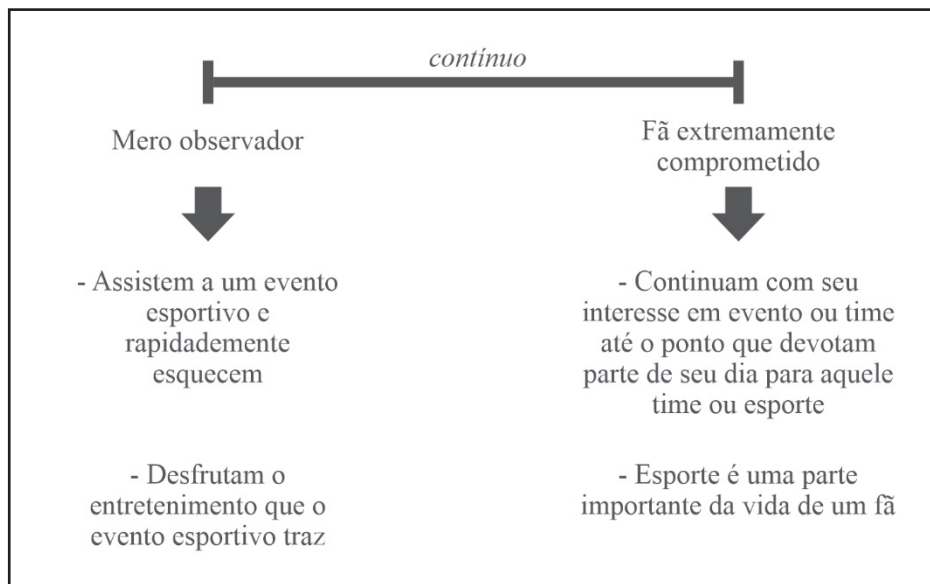 contínuo
Mero observador
- Assistem a um evento
esportivo e
rapidademente
esquecem
- Desfrutam o
entretenimento que o
evento esportivo traz
Fã extremamente
comprometido
- Continuam com seu
interesse em evento ou time
até o ponto que devotam
parte de seu dia para aquele
time ou esporte
- Esporte é uma parte
importante da vida de um fã